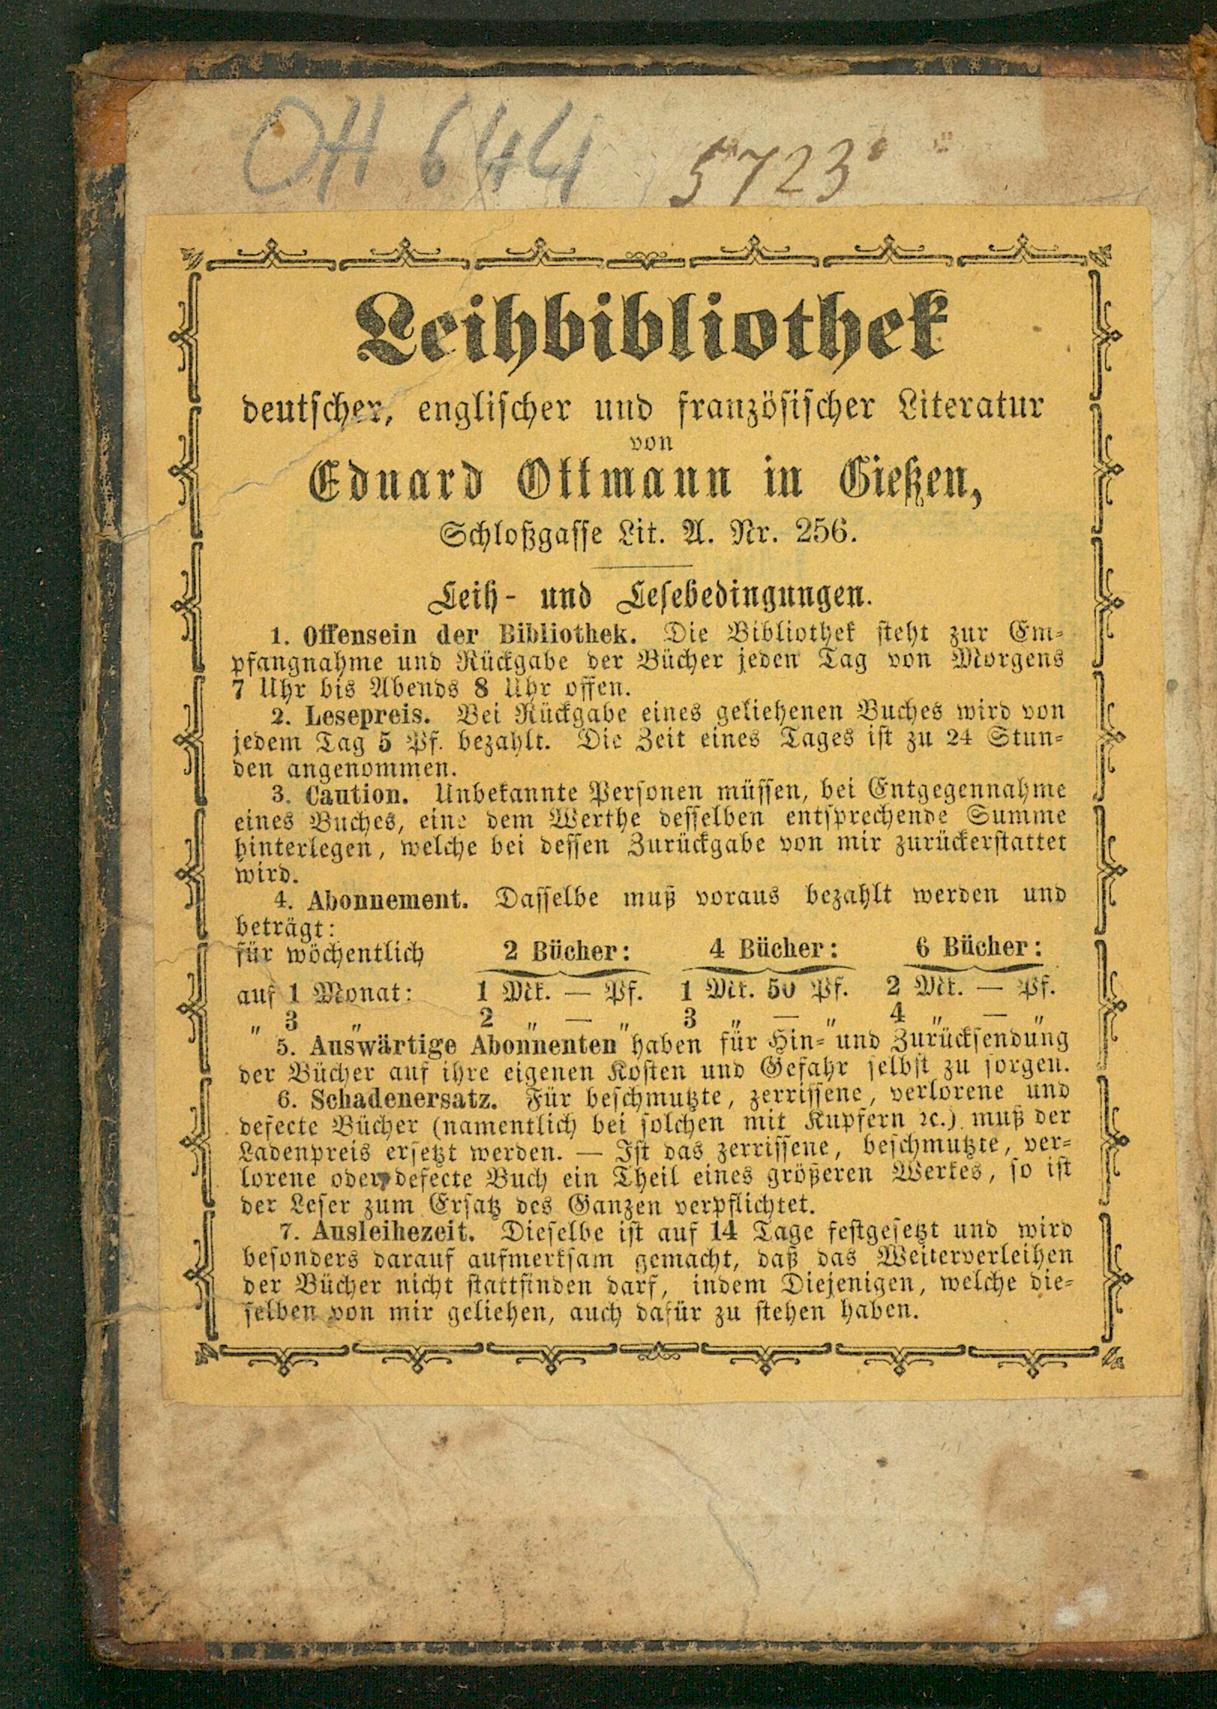 OH 644 5723
Leihbibliothek
deutscher, englischer und französischer Literatur
von
Eduard Ottmann in Gießen,
Schloßgasse Lit. A. Nr. 256.
Leih- und Lesebedingungen.
1. Offensein der Bibliothek. Die Bibliothek steht zur Em-
pfangnahme und Rückgabe der Bücher jeden Tag von Morgens
7 Uhr bis Abends 8 Uhr offen.
2. Lesepreis. Bei Rückgabe eines geliehenen Buches wird von
jedem Tag 5 Pf. bezahlt. Die Zeit eines Tages ist zu 24 Stun-
den angenommen.
3. Caution. Unbekannte Personen müssen, bei Entgegennahme
eines Buches, eine dem Werthe desselben entsprechende Summe
hinterlegen, welche bei dessen Zurückgabe von mir zurückerstattet
wird.
4. Abonnement. Dasselbe muß voraus bezahlt werden und
beträgt:
für wöchentlich 2 Bücher: 4 Bücher: 6 Bücher:
auf 1 Monat: 1 Mk. — Pf. 1 Mk. 50 Pf. 2 Mk. — Pf.
„ 3 „ 2 „ — „ 3 „ — „ 4 „ — „
5. Auswärtige Abonnenten haben für Hin- und Zurücksendung
der Bücher auf ihre eigenen Kosten und Gefahr selbst zu sorgen.
6. Schadenersatz. Für beschmutzte, zerrissene, verlorene und
defecte Bücher (namentlich bei solchen mit Kupfern ꝛc.) muß der
Ladenpreis ersetzt werden. — Ist das zerrissene, beschmutzte, ver-
lorene oder defecte Buch ein Theil eines größeren Werkes, so ist
der Leser zum Ersatz des Ganzen verpflichtet.
7. Ausleihezeit. Dieselbe ist auf 14 Tage festgesetzt und wird
besonders darauf aufmerksam gemacht, daß das Weiterverleihen
der Bücher nicht stattfinden darf, indem Diejenigen, welche die-
selben von mir geliehen, auch dafür zu stehen haben.